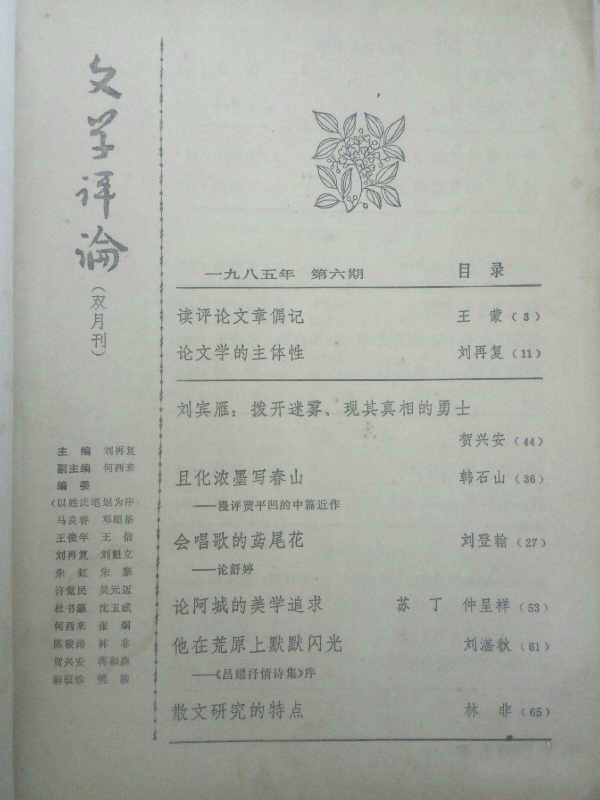 文学评论
（双月刊）
主编 刘再复
副主编 何西来
编委
（以姓氏笔划为序）
马良春 邓绍基
王俊年 王信
刘再复 刘魁立
朱虹 朱寨
许觉民 吴元迈
杜书瀛 沈玉成
何西来 张炯
陈骏涛 林非
贺兴安 蒋和森
解驭珍 樊骏
一九八五年 第六期 目录
读评论文章偶记 王蒙（3）
论文学的主体性 刘再复（11）
刘宾雁：拨开迷雾、现其真相的勇士
贺兴安（44）
且化浓墨写春山 韩石山（36）
——漫评贾平凹的中篇近作
会唱歌的鸢尾花 刘登翰（27）
——论舒婷
论阿城的美学追求 苏丁 仲呈祥（53）
他在荒原上默默闪光 刘湛秋（61）
——《昌耀抒情诗集》序
散文研究的特点 林非（65）